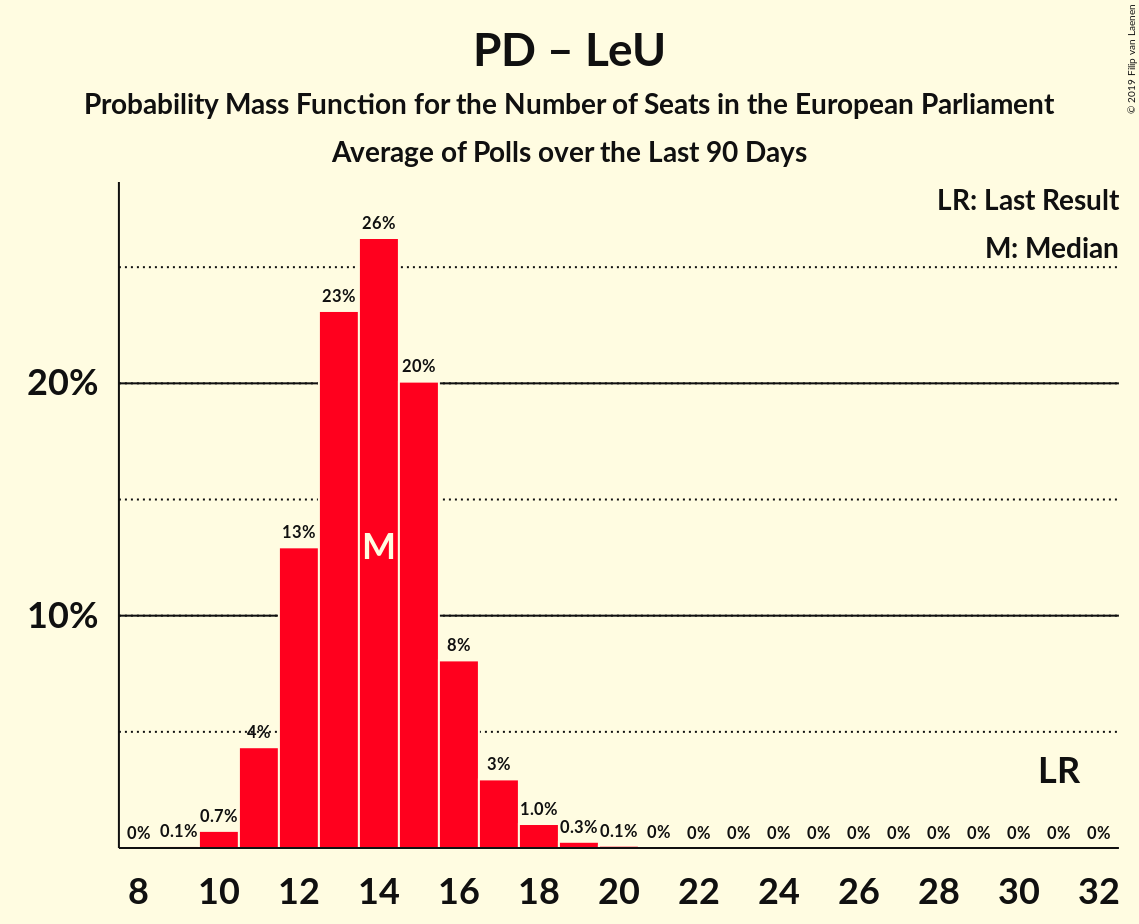 PD – LeU
Probability Mass Function for the Number of Seats in the European Parliament
Average of Polls over the Last 90 Days
© 2019 Filip van Laenen
LR: Last Result
M: Median
26%
23%
20%
20%
13%
M
10%
8%
4%
3%
LR
0% 0.1% 0.7% 1.0% 0.3% 0.1% 0% 0% 0% 0% 0% 0% 0% 0% 0% 0% 0% 0%
8 10 12 14 16 18 20 22 24 26 28 30 32